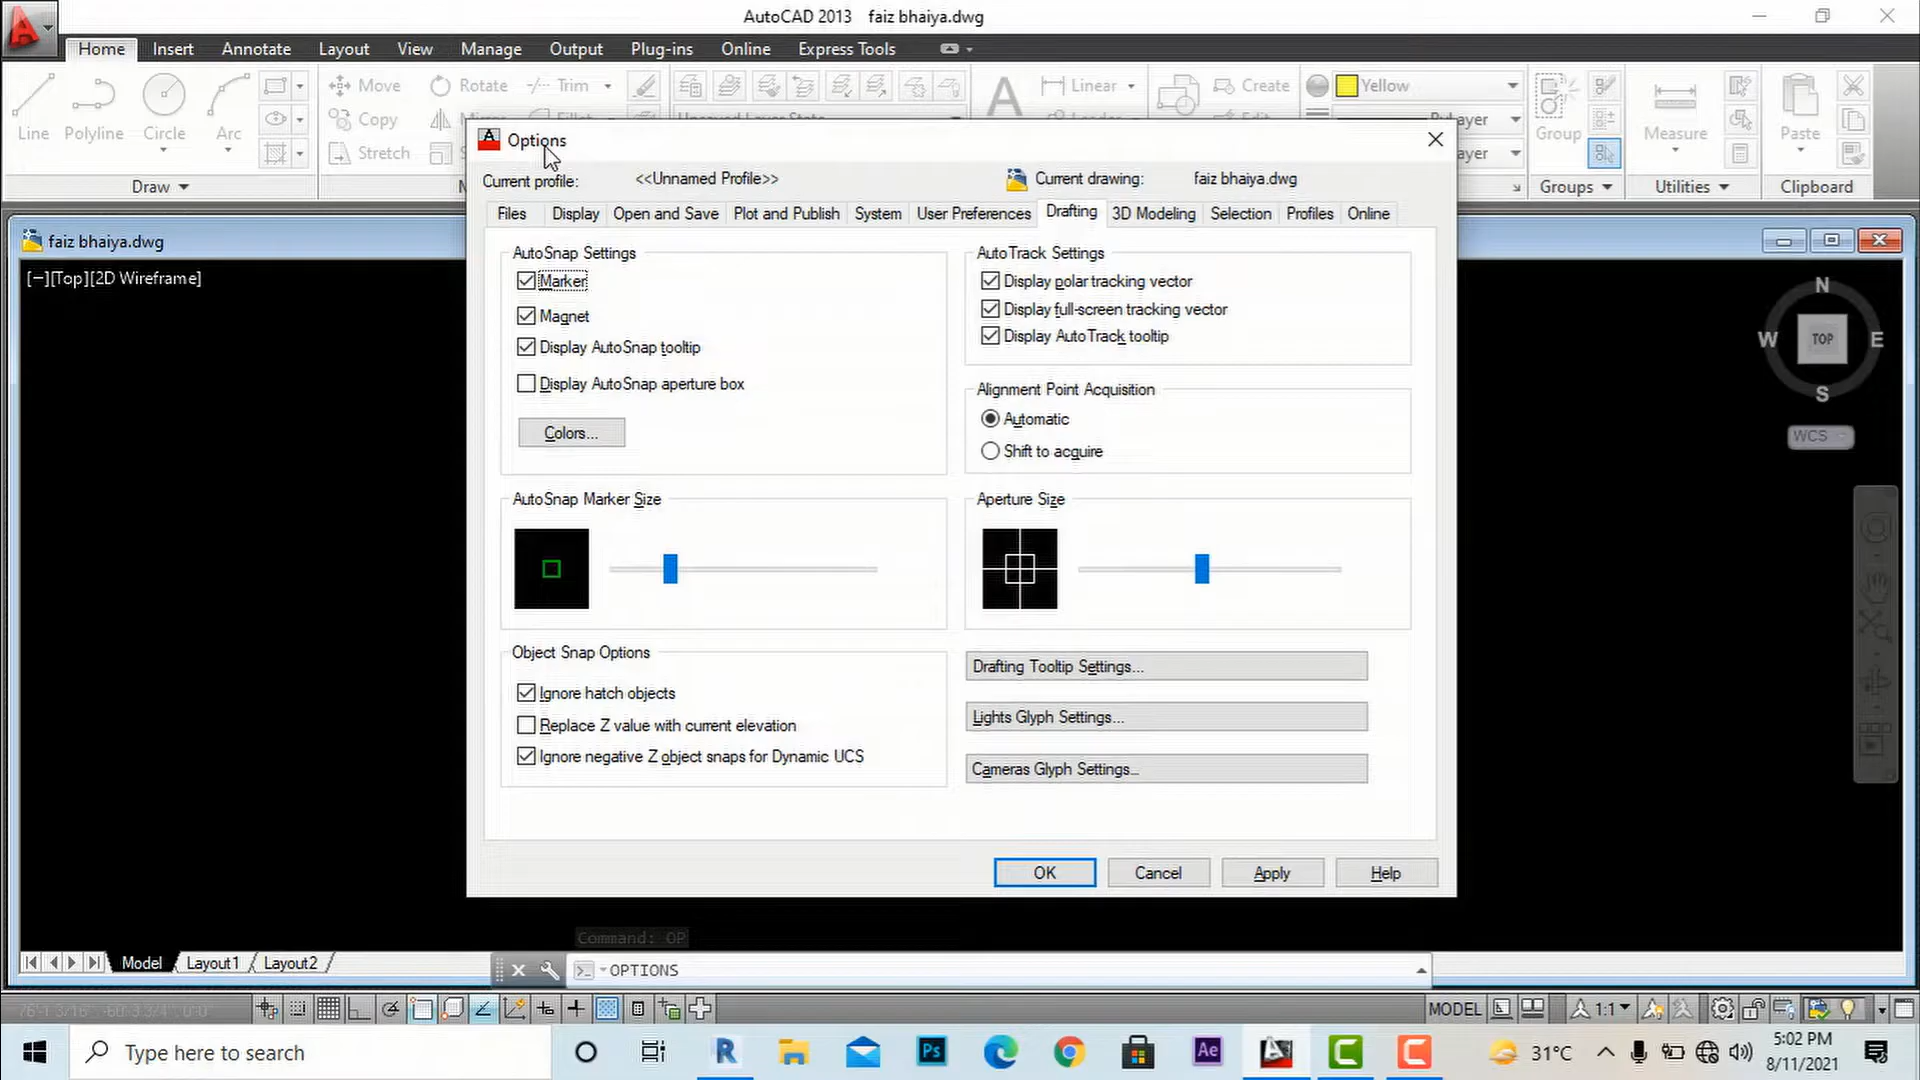 AutoCAD 2013 faiz bhaiya.dwg
Home Insert Annotate Layout View Manage Output Plug-ins Online Express Tools
Move Rotate Trim Linear Create Yellow
Line Polyline Circle Arc Copy Group Measure Paste
Stretch
Draw Groups Utilities Clipboard
Options
Current profile: <<Unnamed Profile>> Current drawing: faiz bhaiya.dwg
Files Display Open and Save Plot and Publish System User Preferences Drafting 3D Modeling Selection Profiles Online
faiz bhaiya.dwg
[−][Top][2D Wireframe]
AutoSnap Settings
Marker
Magnet
Display AutoSnap tooltip
Display AutoSnap aperture box
Colors...
AutoTrack Settings
Display polar tracking vector
Display full-screen tracking vector
Display AutoTrack tooltip
Alignment Point Acquisition
Automatic
Shift to acquire
AutoSnap Marker Size
Aperture Size
Object Snap Options
Ignore hatch objects
Replace Z value with current elevation
Ignore negative Z object snaps for Dynamic UCS
Drafting Tooltip Settings...
Lights Glyph Settings...
Cameras Glyph Settings...
OK Cancel Apply Help
N
W TOP E
S
WCS
Command: OP
Model Layout1 Layout2
OPTIONS
MODEL 1:1
Type here to search
Ps Ae
31°C
5:02 PM
8/11/2021